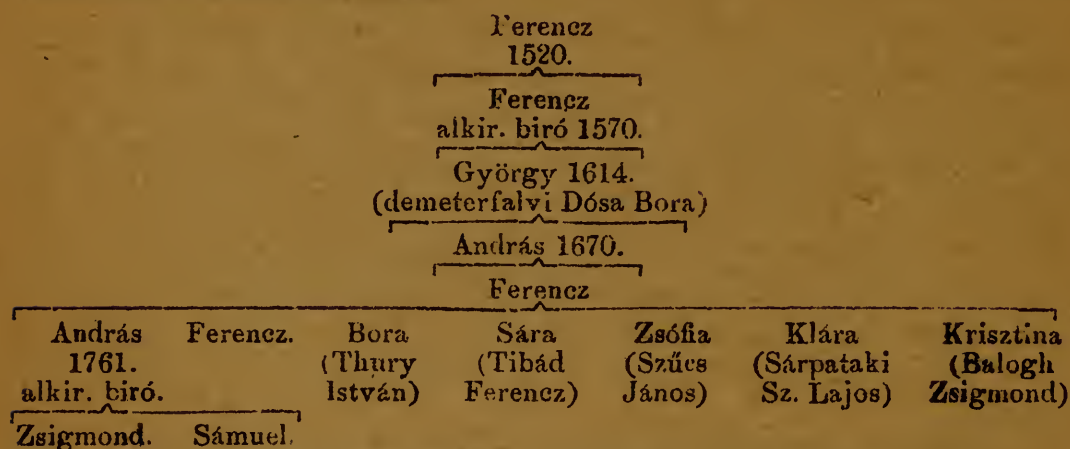 Ferencz
1520.
Ferencz
alkir. biró 1570.
György 1614.
(demeterfalvi Dósa Bora)
András 1670.
Ferencz
András Ferencz. Bora Sára Zsófia Klára Krisztina
1761. (Thury (Tibád (Szűcs (Sárpataki (Balogh
alkir. biró. István) Ferencz) János) Sz. Lajos) Zsigmond)
Zsigmond. Sámuel.